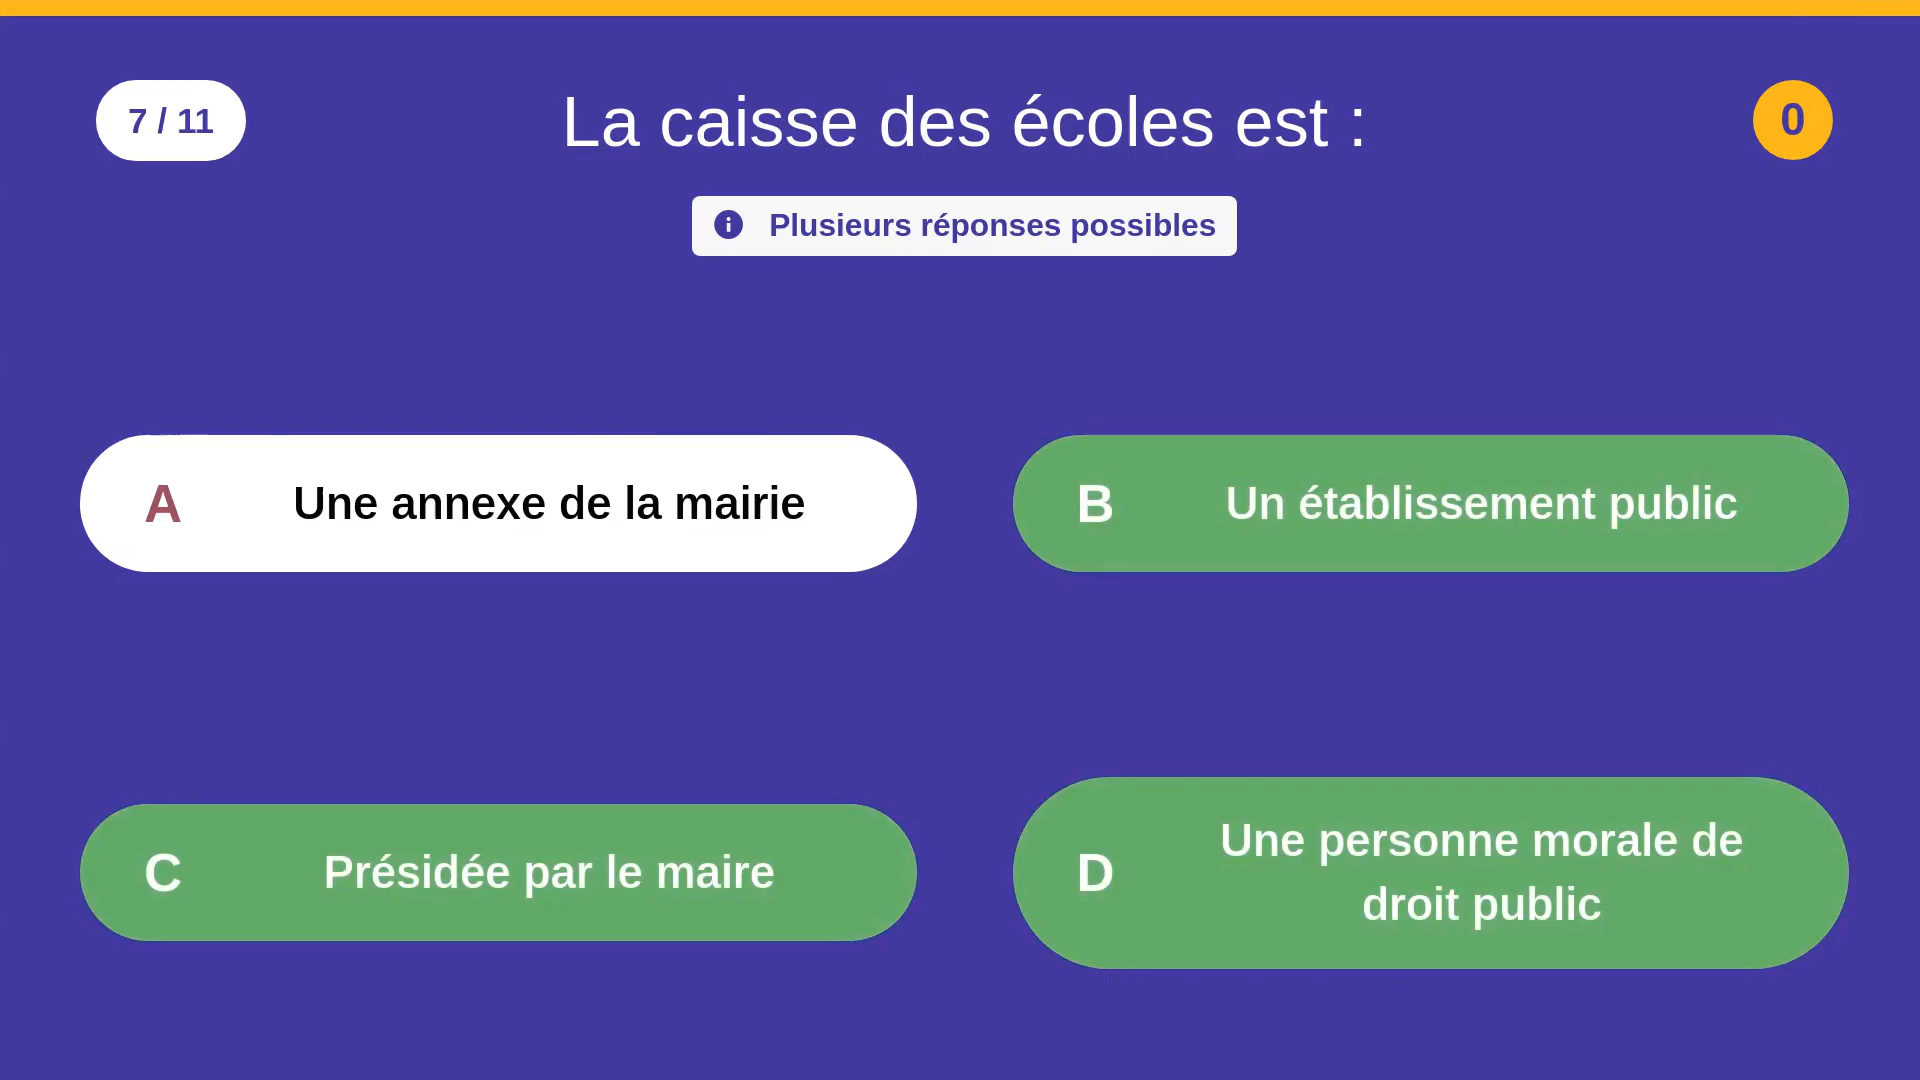 7 / 11
La caisse des écoles est :
0
Plusieurs réponses possibles
A
Une annexe de la mairie
B
Un établissement public
C
Présidée par le maire
D
Une personne morale de
droit public